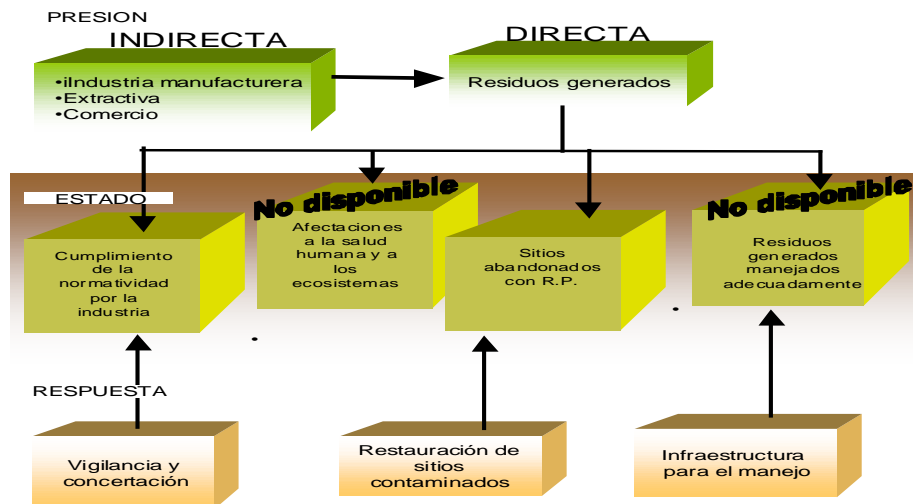 PRESION
INDIRECTA
DIRECTA
•iIndustria manufacturera
•Extractiva
•Comercio
Residuos generados
ESTADO
No disponible
No disponible
Cumplimiento
de la
normatividad
por la
industria
Afectaciones
a la salud
humana y a
los
ecosistemas
Sitios
abandonados
con R.P.
Residuos
generados
manejados
adecuadamente
RESPUESTA
Vigilancia y
concertación
Restauración de
sitios
contaminados
Infraestructura
para el manejo